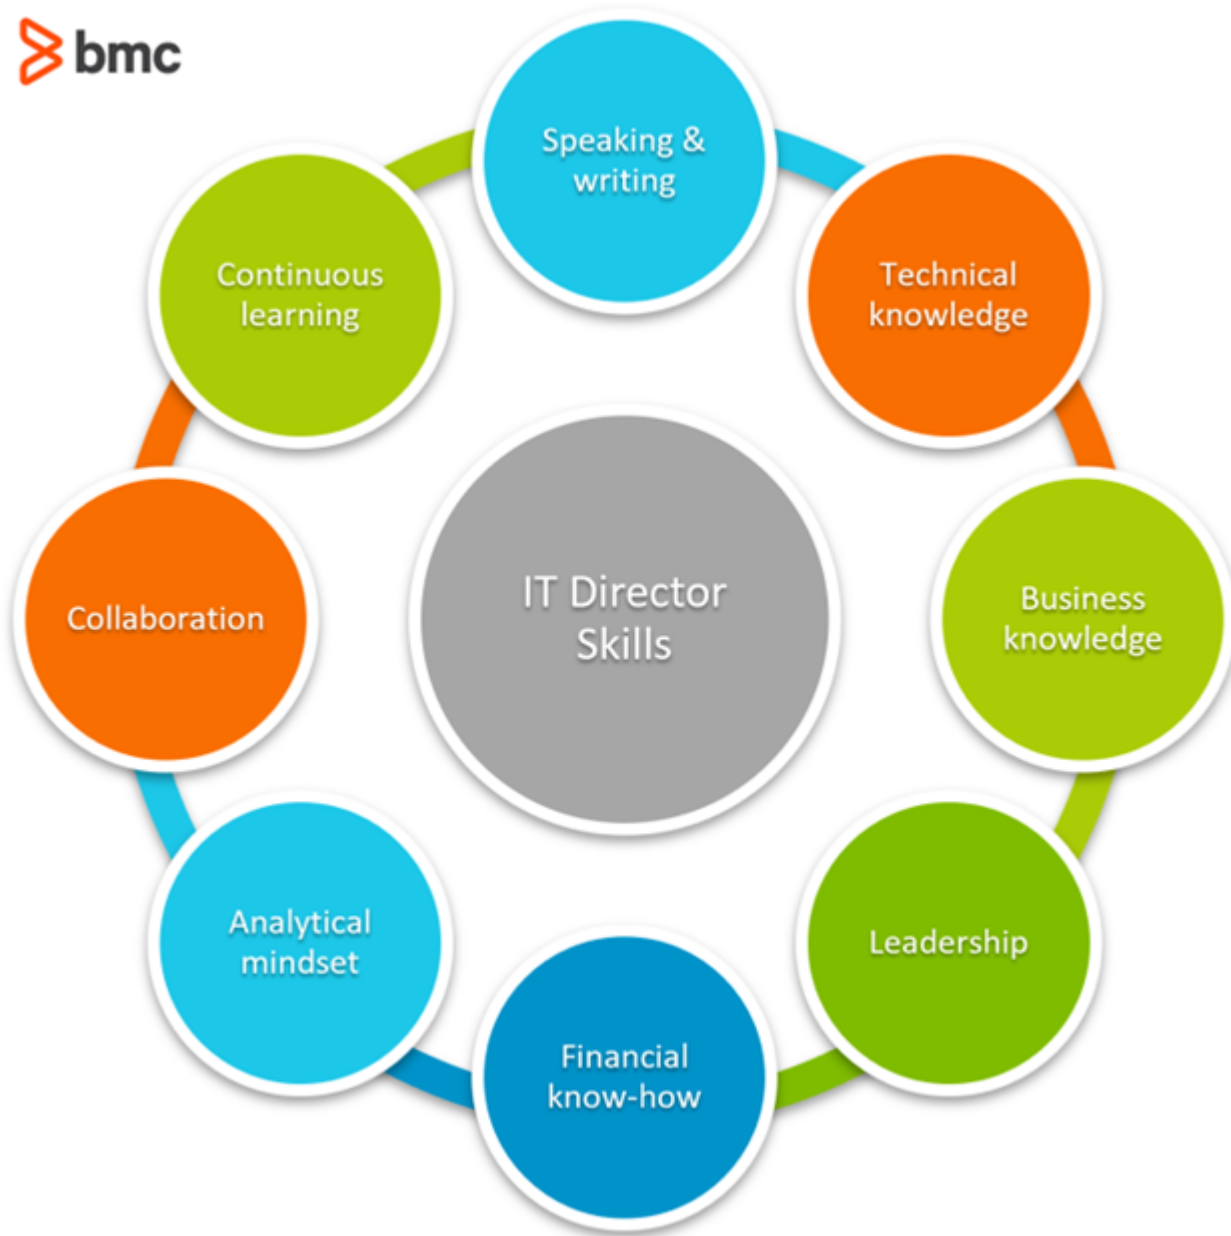 bmc
Speaking &
writing
Technical
knowledge
Business
knowledge
Leadership
Financial
know-how
Analytical
mindset
Collaboration
Continuous
learning
IT Director
Skills